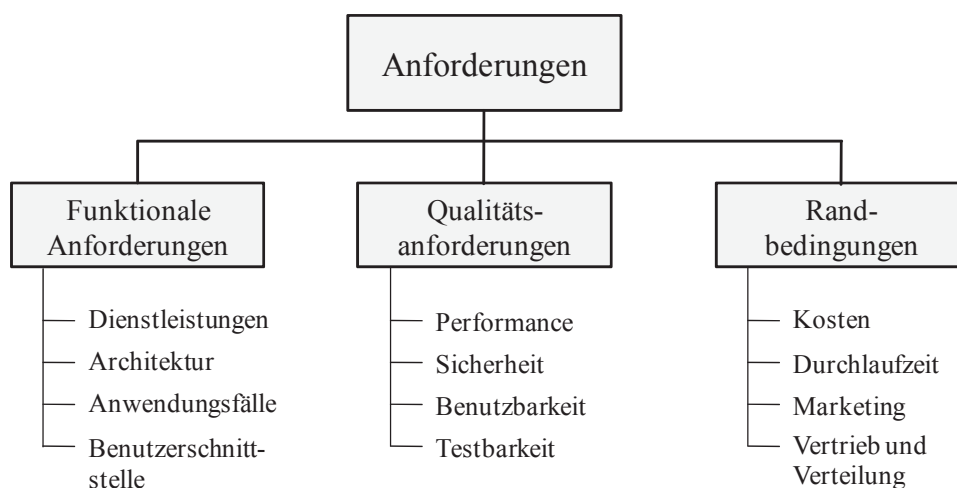 Anforderungen
Funktionale
Anforderungen
Qualitäts-
anforderungen
Rand-
bedingungen
Dienstleistungen
Architektur
Anwendungsfälle
Benutzerschnitt-
stelle
Performance
Sicherheit
Benutzbarkeit
Testbarkeit
Kosten
Durchlaufzeit
Marketing
Vertrieb und
Verteilung